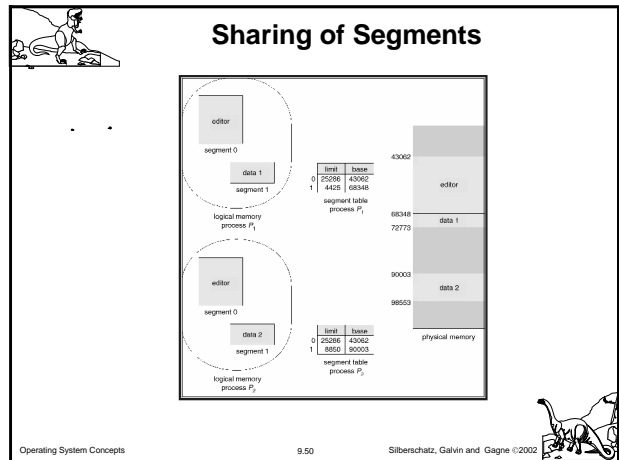 Sharing of Segments
editor
segment 0
data 1
segment 1
logical memory
process P1
limit base
0 25286 43062
1 4425 68348
segment table
process P1
editor
segment 0
data 2
segment 1
logical memory
process P2
limit base
0 25286 43062
1 8850 90003
segment table
process P2
43062
editor
68348
data 1
72773
90003
data 2
98553
physical memory
Operating System Concepts
9.50
Silberschatz, Galvin and Gagne ©2002